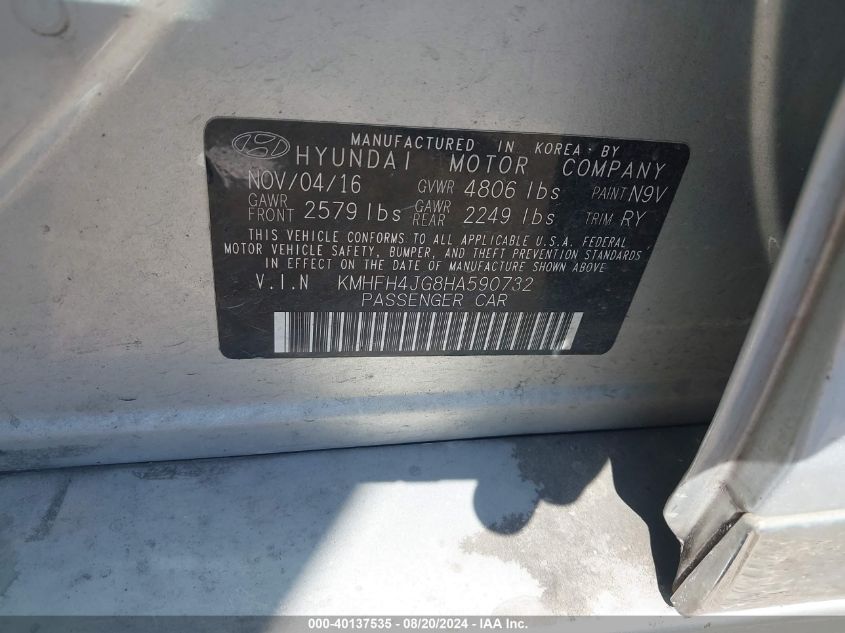 MANUFACTURED IN KOREA · BY
HYUNDAI MOTOR COMPANY
NOV/04/16 GVWR 4806 lbs PAINT N9V
GAWR FRONT 2579 lbs GAWR REAR 2249 lbs TRIM RY
THIS VEHICLE CONFORMS TO ALL APPLICABLE U.S.A. FEDERAL
MOTOR VEHICLE SAFETY, BUMPER, AND THEFT PREVENTION STANDARDS
IN EFFECT ON THE DATE OF MANUFACTURE SHOWN ABOVE
V.I.N KMHFH4JG8HA590732
PASSENGER CAR
000-40137535 - 08/20/2024 - IAA Inc.